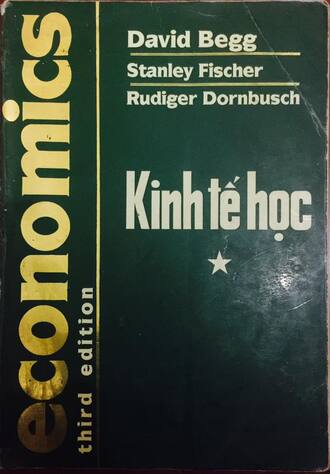 economics
third edition
David Begg
Stanley Fischer
Rudiger Dornbusch
Kinh tế học